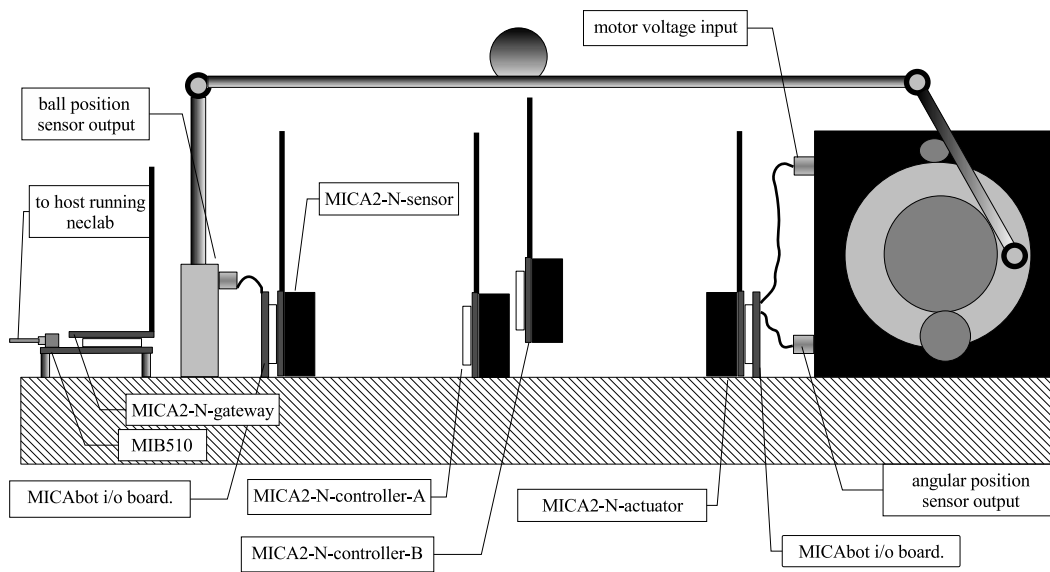 motor voltage input
ball position
sensor output
to host running
neclab
MICA2-N-sensor
MICA2-N-gateway
MIB510
MICAbot i/o board.
MICA2-N-controller-A
MICA2-N-controller-B
MICA2-N-actuator
angular position
sensor output
MICAbot i/o board.